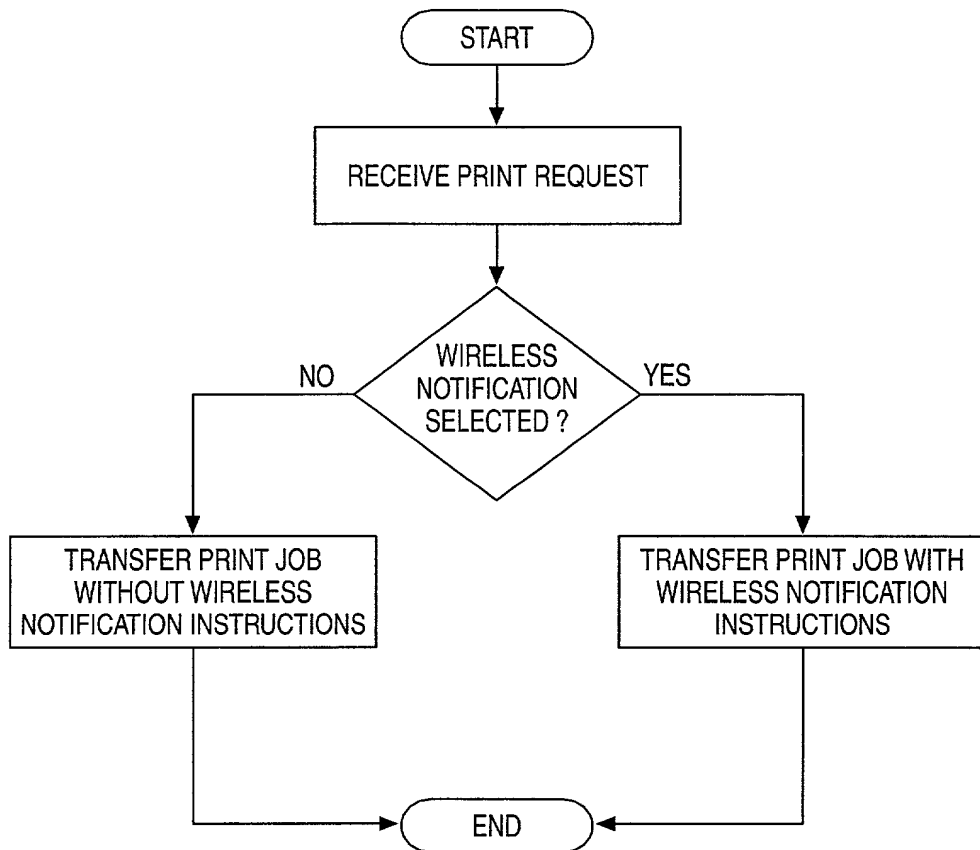 START
RECEIVE PRINT REQUEST
WIRELESS
NOTIFICATION
SELECTED ?
NO
YES
TRANSFER PRINT JOB
WITHOUT WIRELESS
NOTIFICATION INSTRUCTIONS
TRANSFER PRINT JOB WITH
WIRELESS NOTIFICATION
INSTRUCTIONS
END